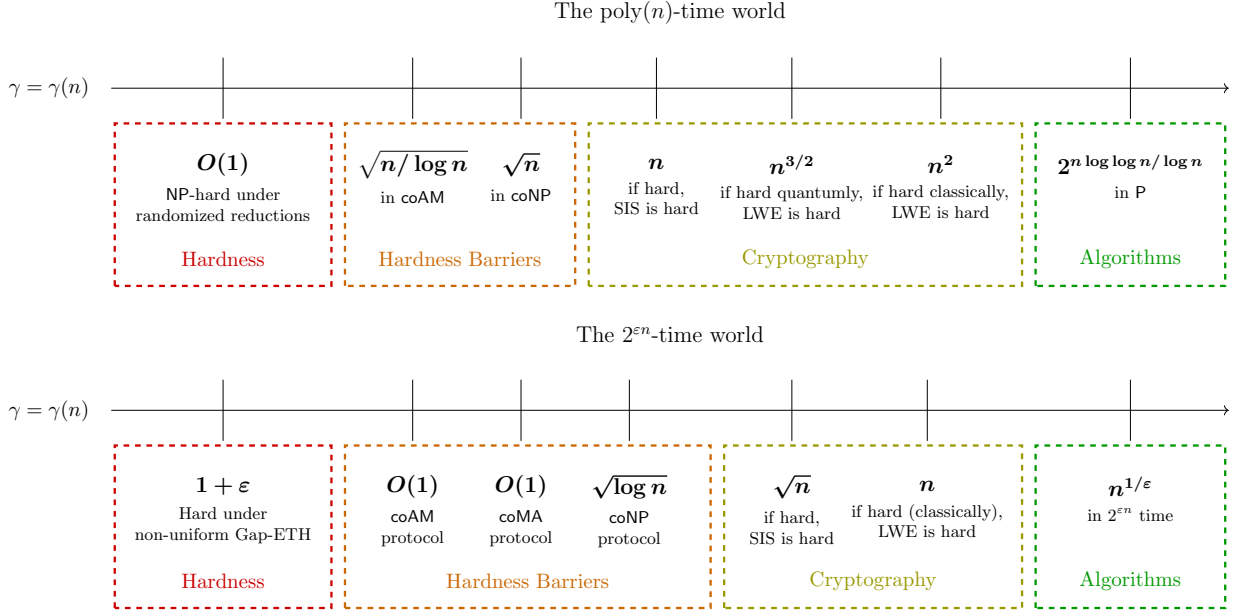 The poly(n)-time world
γ = γ(n)
O(1)
NP-hard under
randomized reductions
Hardness
√(n/ log n)
in coAM
√n
in coNP
Hardness Barriers
n
if hard,
SIS is hard
n^{3/2}
if hard quantumly,
LWE is hard
n^2
if hard classically,
LWE is hard
Cryptography
2^{n log log n/ log n}
in P
Algorithms
The 2^{εn}-time world
γ = γ(n)
1 + ε
Hard under
non-uniform Gap-ETH
Hardness
O(1)
coAM
protocol
O(1)
coMA
protocol
√(log n)
coNP
protocol
Hardness Barriers
√n
if hard,
SIS is hard
n
if hard (classically),
LWE is hard
Cryptography
n^{1/ε}
in 2^{εn} time
Algorithms